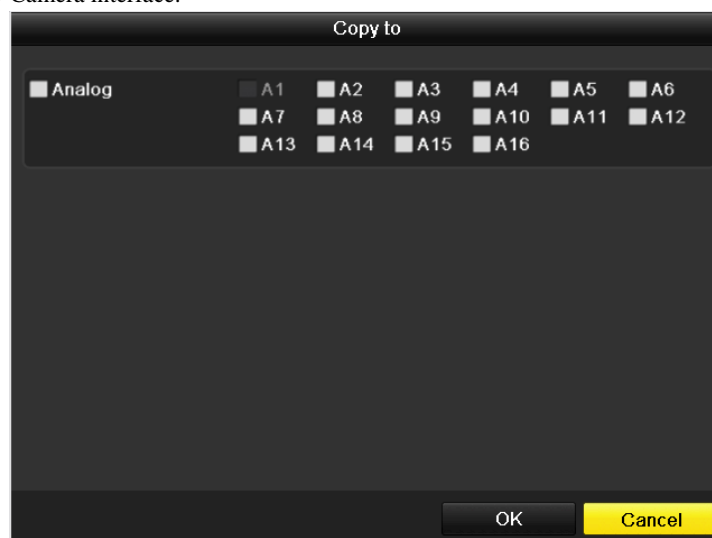 Camera interface.
Copy to
Analog A1 A2 A3 A4 A5 A6
A7 A8 A9 A10 A11 A12
A13 A14 A15 A16
OK Cancel